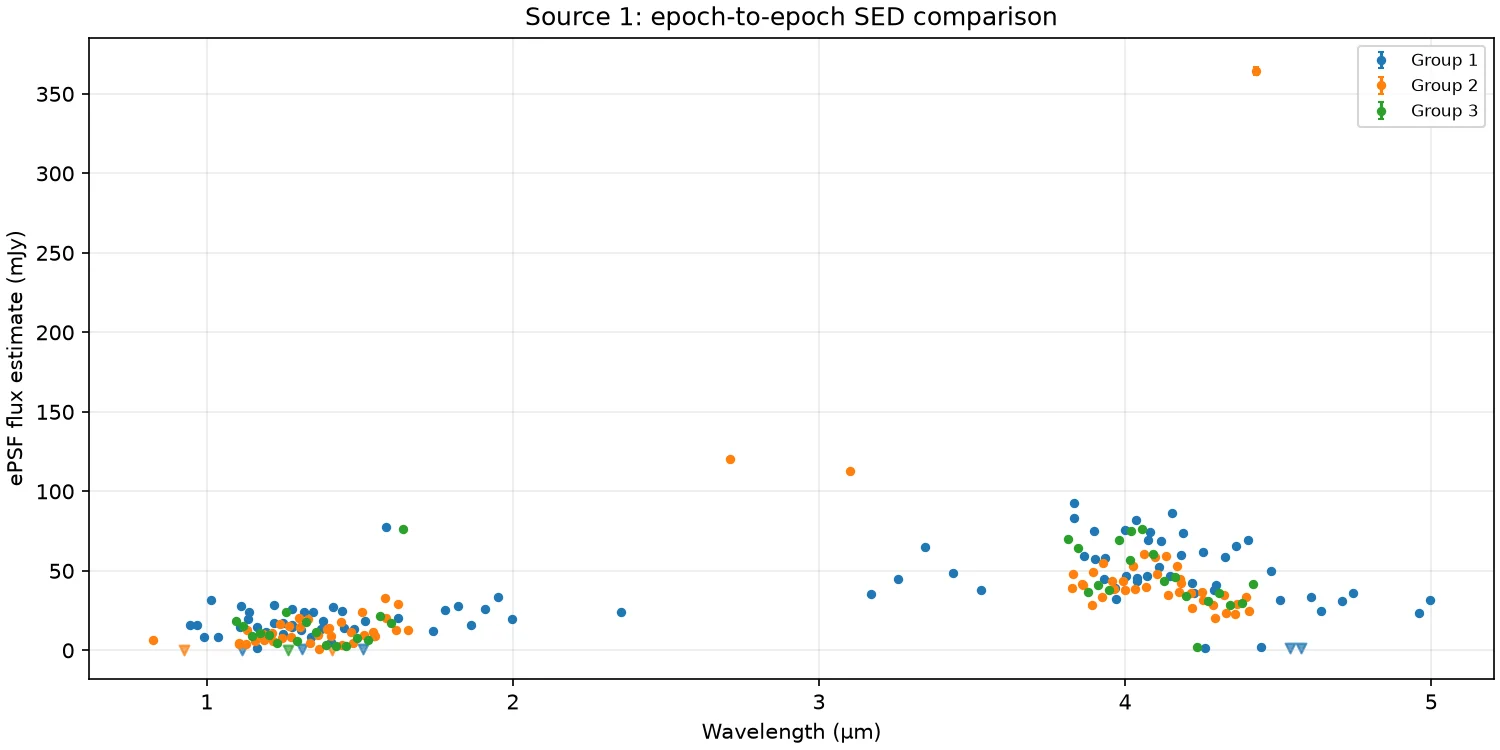 Source 1: epoch-to-epoch SED comparison
Group 1
Group 2
Group 3
ePSF flux estimate (mJy)
350
300
250
200
150
100
50
0
1 2 3 4 5
Wavelength (µm)